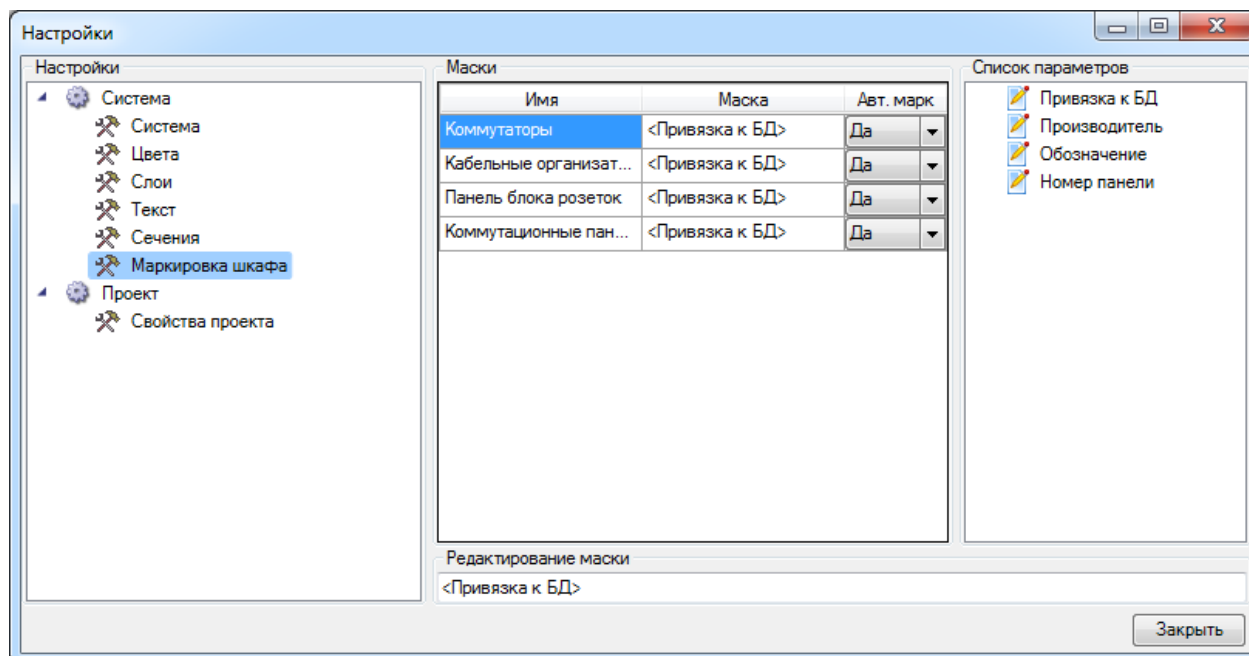 Настройки
Настройки
Система
Система
Цвета
Слои
Текст
Сечения
Маркировка шкафа
Проект
Свойства проекта
Маски
Имя Маска Авт. марк
Коммутаторы <Привязка к БД> Да
Кабельные организат... <Привязка к БД> Да
Панель блока розеток <Привязка к БД> Да
Коммутационные пан... <Привязка к БД> Да
Редактирование маски
<Привязка к БД>
Список параметров
Привязка к БД
Производитель
Обозначение
Номер панели
Закрыть